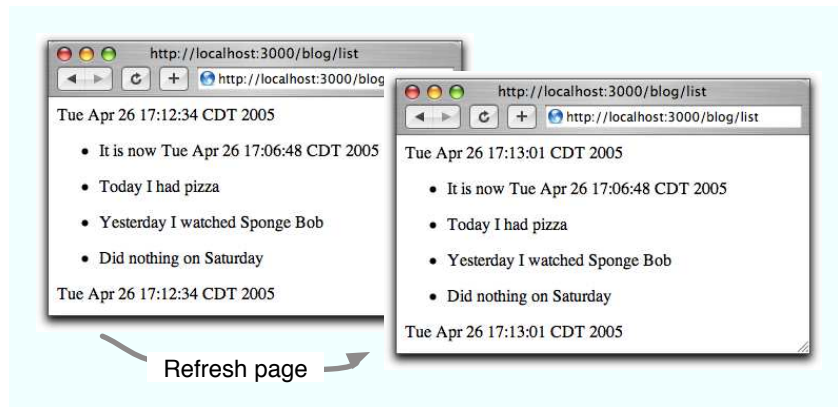 http://localhost:3000/blog/list
http://localhost:3000/blog
Tue Apr 26 17:12:34 CDT 2005
• It is now Tue Apr 26 17:06:48 CDT 2005
• Today I had pizza
• Yesterday I watched Sponge Bob
• Did nothing on Saturday
Tue Apr 26 17:12:34 CDT 2005
http://localhost:3000/blog/list
http://localhost:3000/blog/list
Tue Apr 26 17:13:01 CDT 2005
• It is now Tue Apr 26 17:06:48 CDT 2005
• Today I had pizza
• Yesterday I watched Sponge Bob
• Did nothing on Saturday
Tue Apr 26 17:13:01 CDT 2005
Refresh page